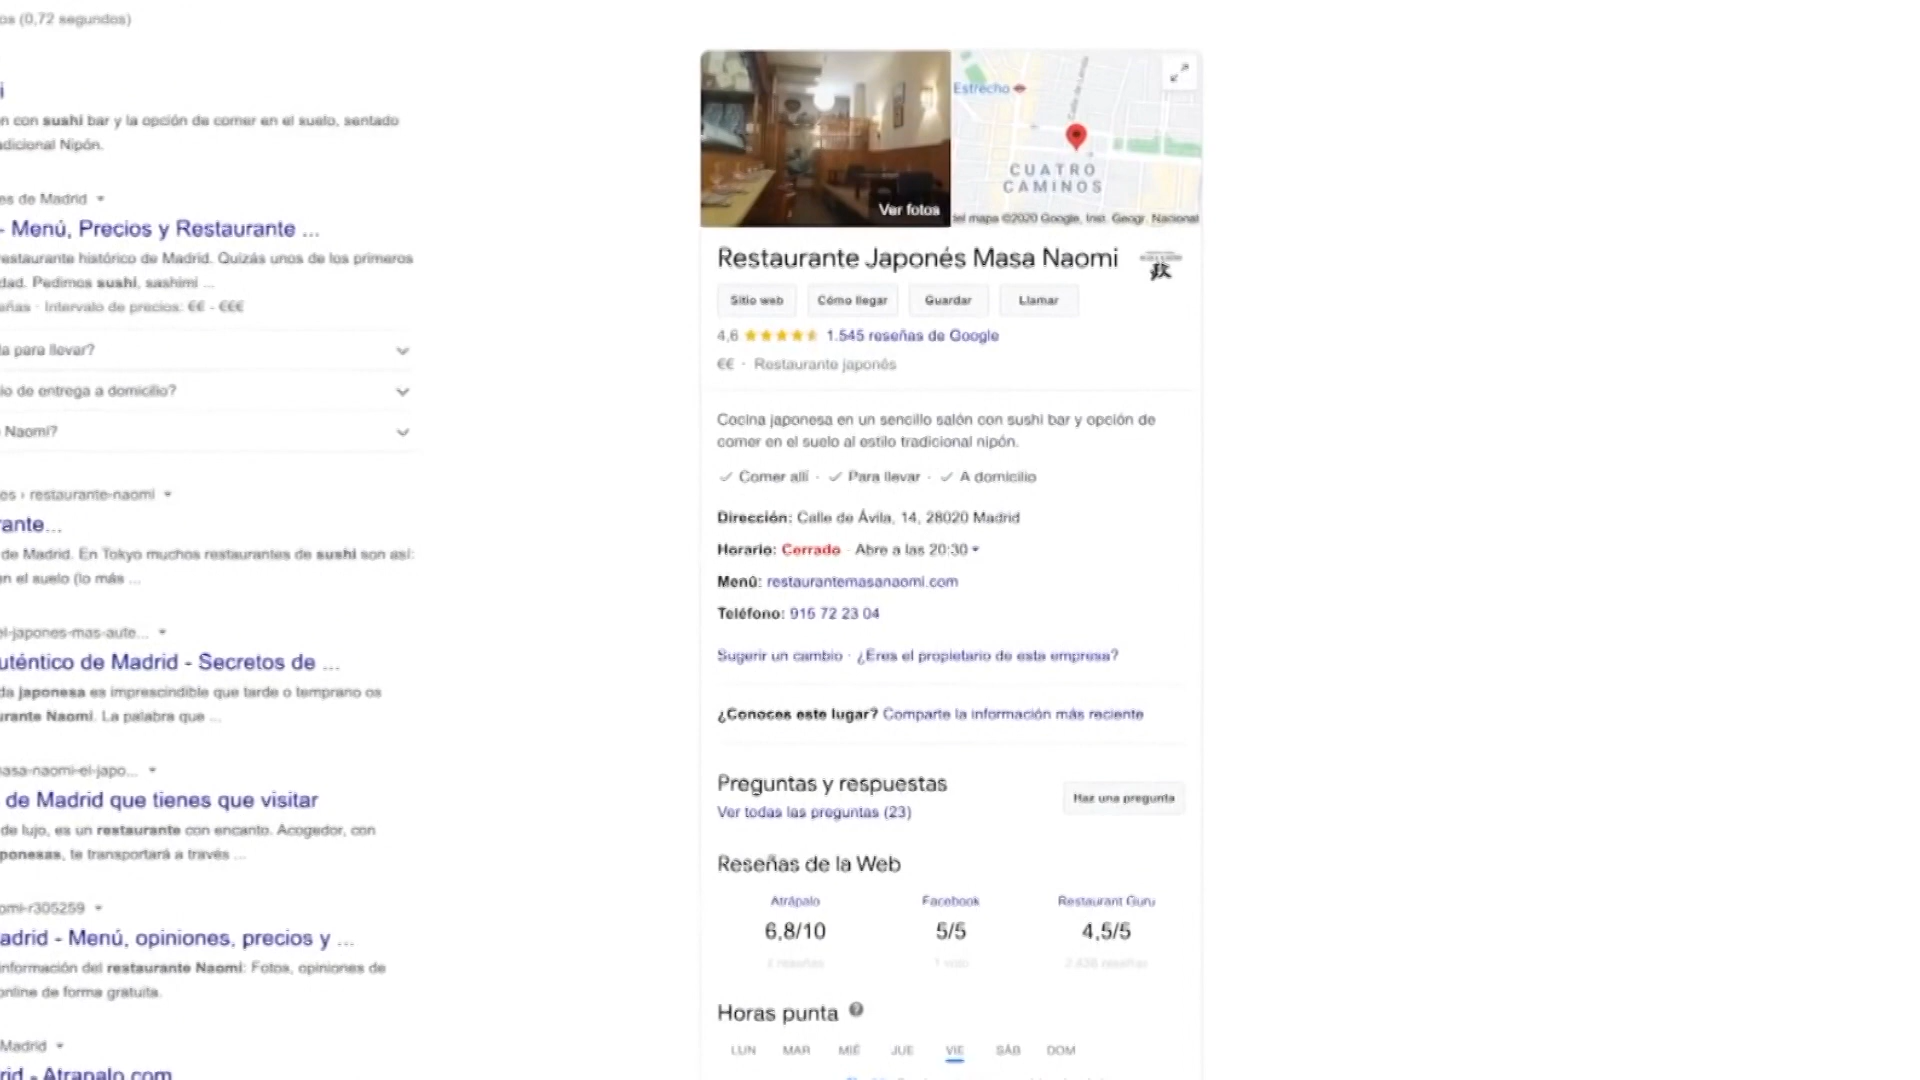 os (0,72 segundos)
i
n con sushi bar y la opción de comer en el suelo, sentado
adicional Nipón.
es de Madrid
- Menú, Precios y Restaurante ...
restaurante histórico de Madrid. Quizás unos de los primeros
dad. Pedimos sushi, sashimi ...
eñas · Intervalo de precios: €€ - €€€
la para llevar?
io de entrega a domicilio?
Naomi?
os › restaurante-naomi
rante...
de Madrid. En Tokyo muchos restaurantes de sushi son así:
en el suelo (lo más ...
el-japones-mas-aute...
uténtico de Madrid - Secretos de ...
da japonesa es imprescindible que tarde o temprano os
urante Naomi. La palabra que ...
nasa-naomi-el-japo...
de Madrid que tienes que visitar
de lujo, es un restaurante con encanto. Acogedor, con
ponesas, te transportará a través ...
omi-r305259
adrid - Menú, opiniones, precios y ...
información del restaurante Naomi: Fotos, opiniones de
online de forma gratuita.
Madrid
rid - Atrapalo.com
Ver fotos
Estrecho
Calle de
CUATRO
CAMINOS
del mapa ©2020 Google, Inst. Geogr. Nacional
Restaurante Japonés Masa Naomi
政
Sitio web
Cómo llegar
Guardar
Llamar
4,6 1.545 reseñas de Google
€€ · Restaurante japonés
Cocina japonesa en un sencillo salón con sushi bar y opción de
comer en el suelo al estilo tradicional nipón.
Comer allí · Para llevar · A domicilio
Dirección: Calle de Ávila, 14, 28020 Madrid
Horario: Cerrado · Abre a las 20:30
Menú: restaurantemasanaomi.com
Teléfono: 915 72 23 04
Sugerir un cambio · ¿Eres el propietario de esta empresa?
¿Conoces este lugar? Comparte la información más reciente
Preguntas y respuestas
Haz una pregunta
Ver todas las preguntas (23)
Reseñas de la Web
Atrápalo
Facebook
Restaurant Guru
6,8/10
5/5
4,5/5
reseñas
1 voto
reseñas
Horas punta
LUN MAR MIÉ JUE VIE SÁB DOM